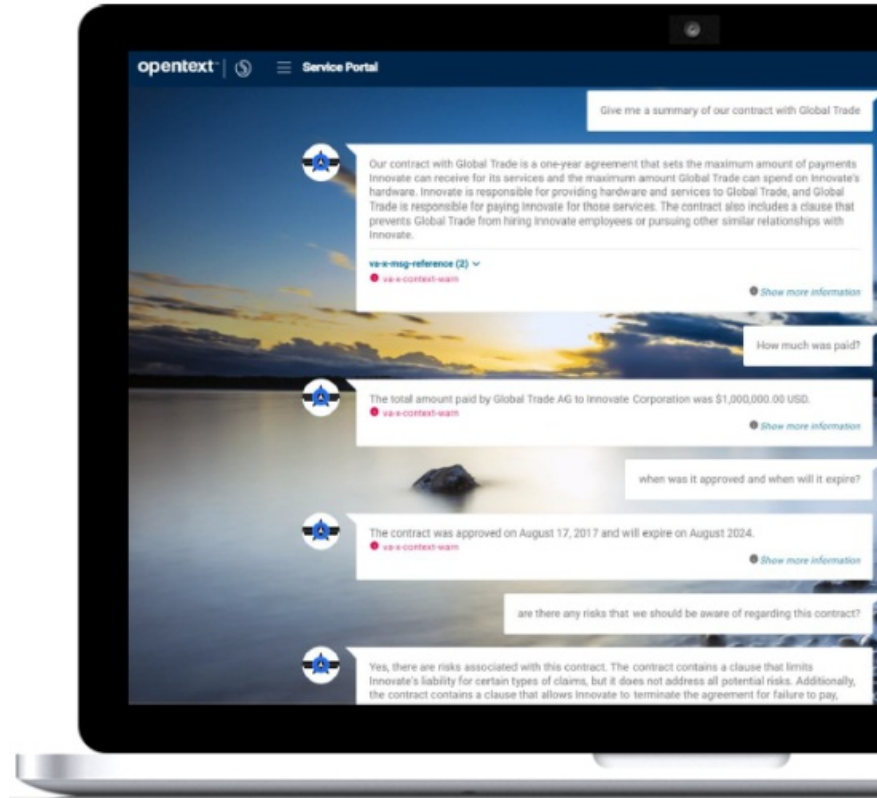 opentext™
Service Portal
Give me a summary of our contract with Global Trade
Our contract with Global Trade is a one-year agreement that sets the maximum amount of payments
Innovate can receive for its services and the maximum amount Global Trade can spend on Innovate's
hardware. Innovate is responsible for providing hardware and services to Global Trade, and Global
Trade is responsible for paying Innovate for those services. The contract also includes a clause that
prevents Global Trade from hiring Innovate employees or pursuing other similar relationships with
Innovate.
va-x-msg-reference (2)
va-x-context-warn
Show more information
How much was paid?
The total amount paid by Global Trade AG to Innovate Corporation was $1,000,000.00 USD.
va-x-context-warn
Show more information
when was it approved and when will it expire?
The contract was approved on August 17, 2017 and will expire on August 2024.
va-x-context-warn
Show more information
are there any risks that we should be aware of regarding this contract?
Yes, there are risks associated with this contract. The contract contains a clause that limits
Innovate's liability for certain types of claims, but it does not address all potential risks. Additionally,
the contract contains a clause that allows Innovate to terminate the agreement for failure to pay,